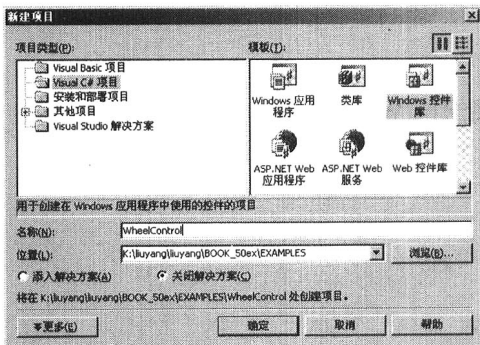 新建项目
项目类型(P):
模板(T):
Visual Basic 项目
Visual C# 项目
安装和部署项目
其他项目
Visual Studio 解决方案
Windows 应用程序
类库
Windows 控件库
ASP.NET Web 应用程序
ASP.NET Web 服务
Web 控件库
用于创建在 Windows 应用程序中使用的控件的项目
名称(N):
WheelControl
位置(L):
K:\liuyang\liuyang\BOOK_50ex\EXAMPLES
浏览(B)...
添入解决方案(A)
关闭解决方案(C)
将在 K:\liuyang\liuyang\BOOK_50ex\EXAMPLES\WheelControl 处创建项目。
更多(E)
确定
取消
帮助